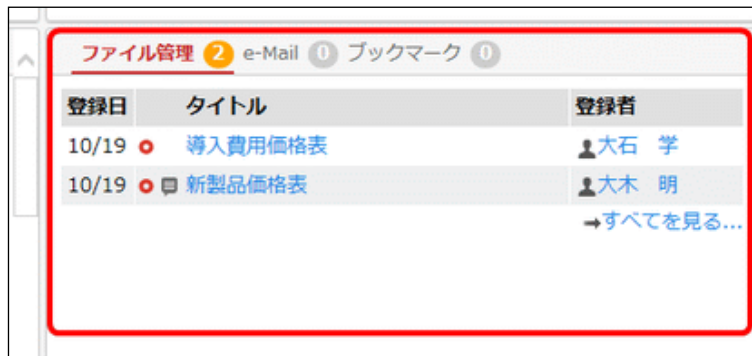 ファイル管理 2 e-Mail 0 ブックマーク 0
登録日 タイトル 登録者
10/19 導入費用価格表 大石 学
10/19 新製品価格表 大木 明
➡すべてを見る...